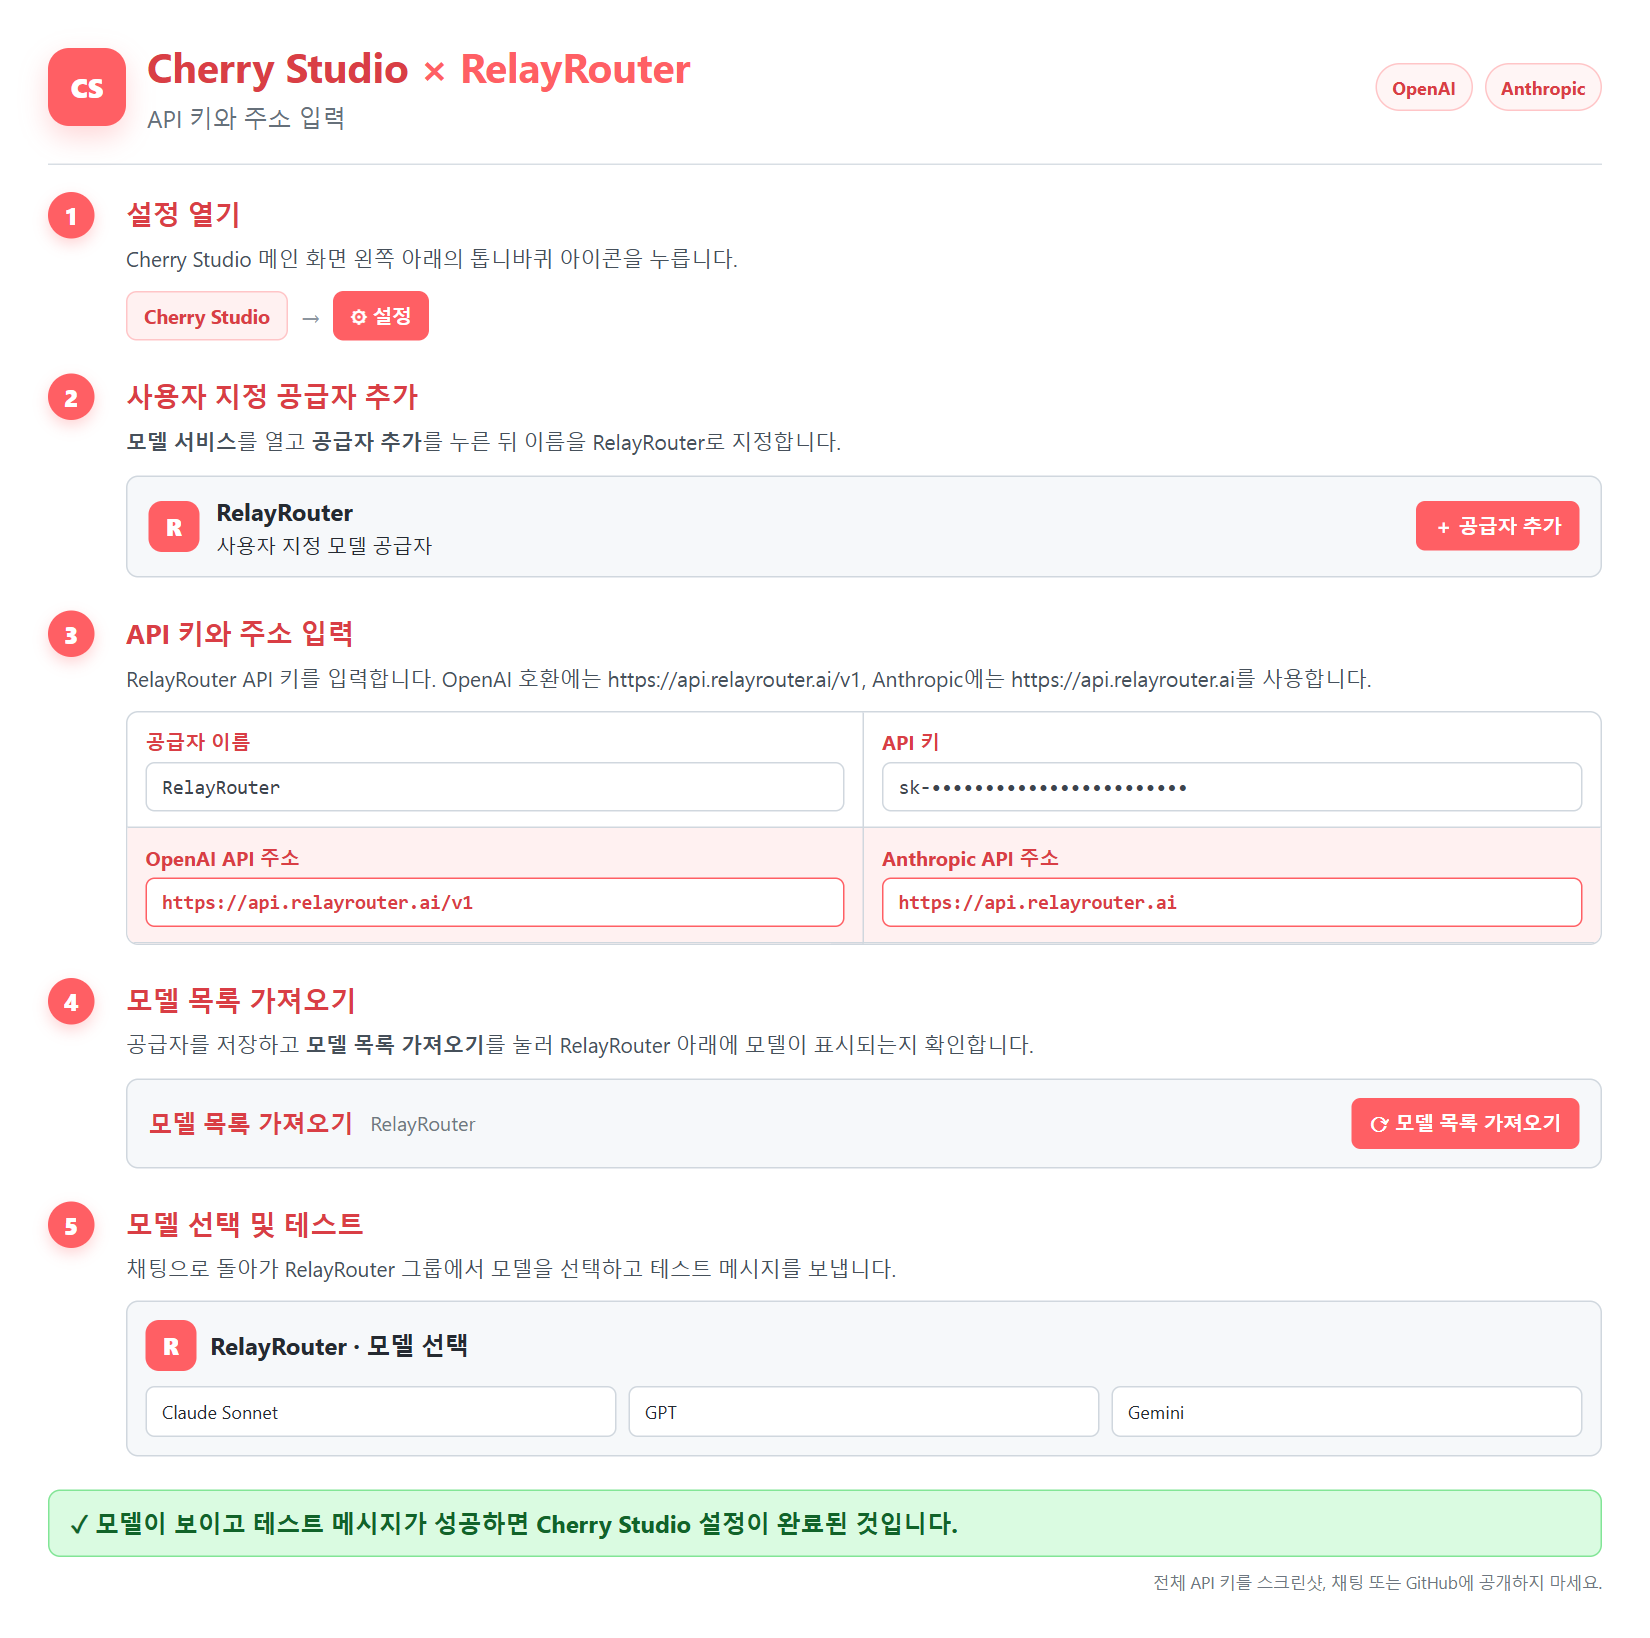 CS
Cherry Studio × RelayRouter
API 키와 주소 입력
OpenAI
Anthropic
1
설정 열기
Cherry Studio 메인 화면 왼쪽 아래의 톱니바퀴 아이콘을 누릅니다.
Cherry Studio → ⚙ 설정
2
사용자 지정 공급자 추가
모델 서비스를 열고 공급자 추가를 누른 뒤 이름을 RelayRouter로 지정합니다.
R
RelayRouter
사용자 지정 모델 공급자
+ 공급자 추가
3
API 키와 주소 입력
RelayRouter API 키를 입력합니다. OpenAI 호환에는 https://api.relayrouter.ai/v1, Anthropic에는 https://api.relayrouter.ai를 사용합니다.
공급자 이름
RelayRouter
API 키
sk-••••••••••••••••••••••••
OpenAI API 주소
https://api.relayrouter.ai/v1
Anthropic API 주소
https://api.relayrouter.ai
4
모델 목록 가져오기
공급자를 저장하고 모델 목록 가져오기를 눌러 RelayRouter 아래에 모델이 표시되는지 확인합니다.
모델 목록 가져오기 RelayRouter
⟳ 모델 목록 가져오기
5
모델 선택 및 테스트
채팅으로 돌아가 RelayRouter 그룹에서 모델을 선택하고 테스트 메시지를 보냅니다.
R
RelayRouter · 모델 선택
Claude Sonnet
GPT
Gemini
✓ 모델이 보이고 테스트 메시지가 성공하면 Cherry Studio 설정이 완료된 것입니다.
전체 API 키를 스크린샷, 채팅 또는 GitHub에 공개하지 마세요.